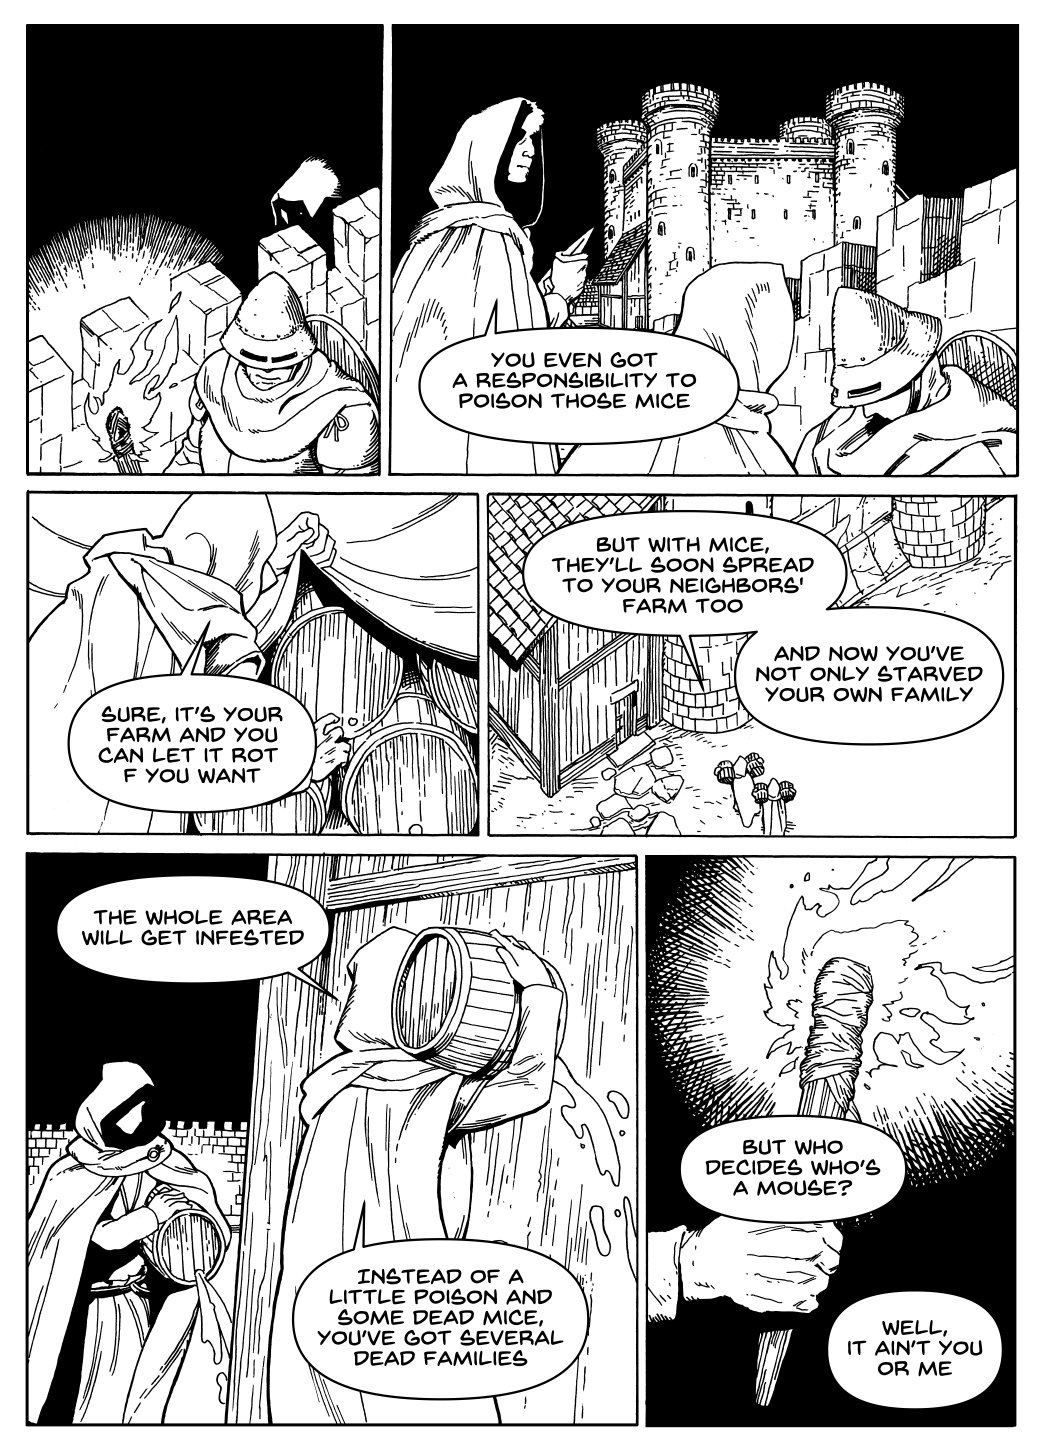 YOU EVEN GOT
A RESPONSIBILITY TO
POISON THOSE MICE
SURE, IT'S YOUR
FARM AND YOU
CAN LET IT ROT
F YOU WANT
BUT WITH MICE,
THEY'LL SOON SPREAD
TO YOUR NEIGHBORS'
FARM TOO
AND NOW YOU'VE
NOT ONLY STARVED
YOUR OWN FAMILY
THE WHOLE AREA
WILL GET INFESTED
INSTEAD OF A
LITTLE POISON AND
SOME DEAD MICE,
YOU'VE GOT SEVERAL
DEAD FAMILIES
BUT WHO
DECIDES WHO'S
A MOUSE?
WELL,
IT AIN'T YOU
OR ME